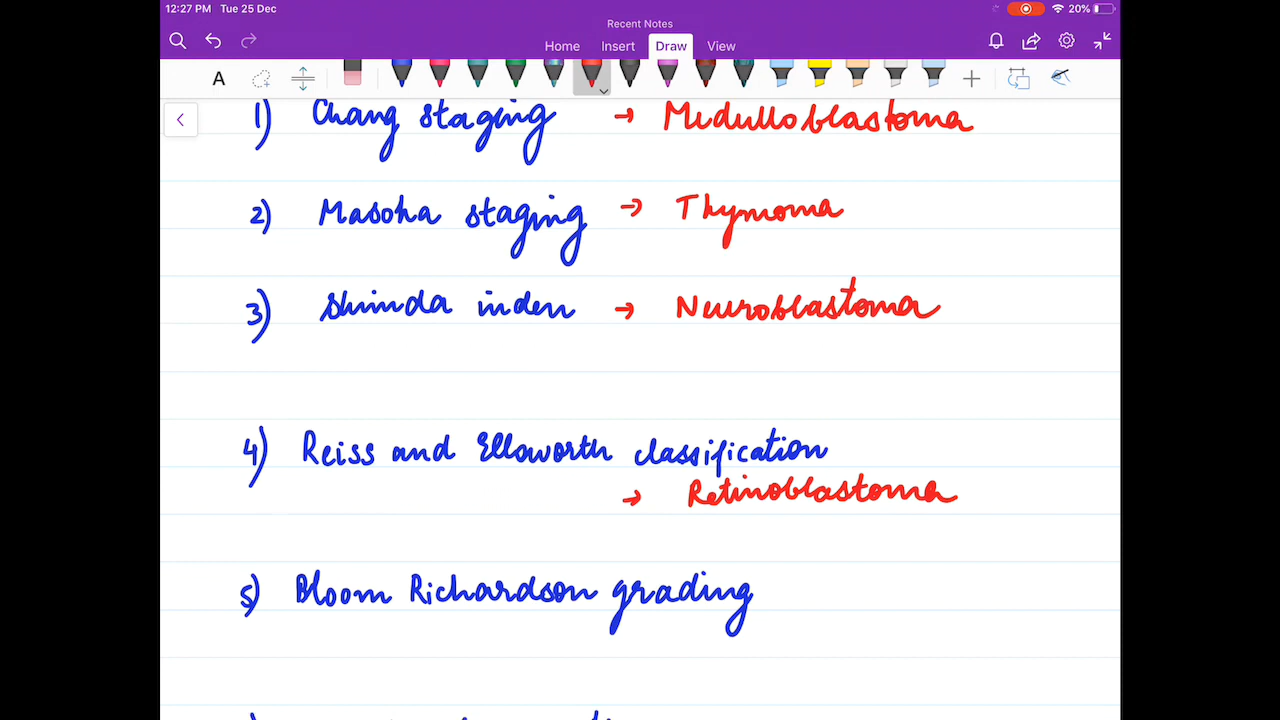 12:27 PM Tue 25 Dec
20%
Recent Notes
Home Insert Draw View
A
1) Chang staging → Medulloblastoma
2) Masoka staging → Thymoma
3) Shimda inden → Neuroblastoma
4) Reiss and Ellsworth classification
→ Retinoblastoma
5) Bloom Richardson grading